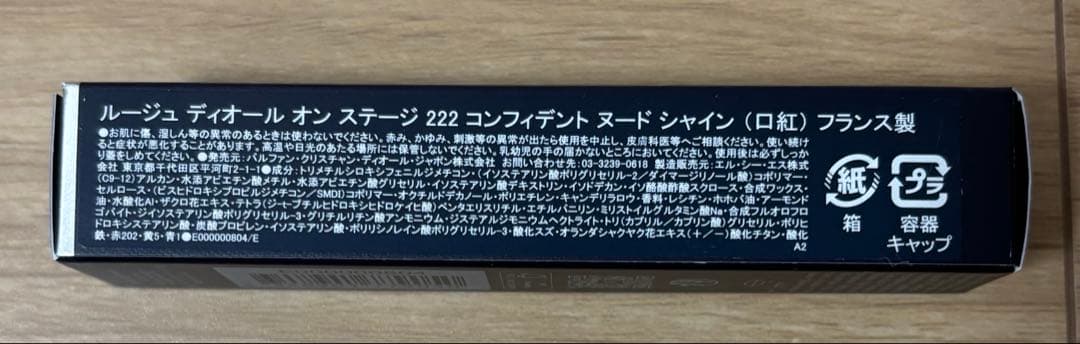 ルージュ ディオール オン ステージ 222 コンフィデント ヌード シャイン (口紅) フランス製
●お肌に傷、湿しん等の異常のあるときは使わないでください。赤み、かゆみ、刺激等の異常が出たら使用を中止し、皮膚科医等へご相談ください。使い続け
ると症状が悪化することがあります。高温や日光のあたる場所には保管しないでください。乳幼児の手の届かないところにおいてください。使用後は必ずしっか
り蓋をしめてください。●発売元:パルファン・クリスチャン・ディオール・ジャポン株式会社 お問い合わせ先:03-3239-0618 製造販売元:エル・シー・エス株式会
社 東京都千代田区平河町2-1-1●成分:トリメチルシロキシフェニルジメチコン・(イソステアリン酸ポリグリセリル-2/ダイマージリノール)コポリマー・
(C9-12)アルカン・水添アビエチン酸メチル・水添アビエチン酸グリセリル・イソステアリン酸デキストリン・イソドデカン・イソ酪酸酢酸スクロース・合成ワックス・
セルロース・(ビスヒドロキシプロピルジメチコン/SMDI)コポリマー・オクチルドデカノール・ポリエチレン・キャンデリラロウ・香料・レシチン・ホホバ油・アーモンド
油・水酸化Al・ザクロ花エキス・テトラ(ジ-t-ブチルヒドロキシヒドロケイヒ酸)ペンタエリスリチル・エチルバニリン・ミリストイルグルタミン酸Na・合成フルオロフロ
ゴパイト・ジイソステアリン酸ポリグリセリル-3・グリチルリチン酸アンモニウム・ジステアルジモニウムヘクトライト・トリ(カプリル/カプリン酸)グリセリル・ポリヒ
ドロキシステアリン酸・炭酸プロピレン・イソステアリン酸・ポリリシノレイン酸ポリグリセリル-3・酸化スズ・オランダシャクヤク花エキス(+/-)酸化チタン・酸化
鉄・赤202・黄5・青1●E000000804/E
A2
紙
箱
プラ
容器
キャップ